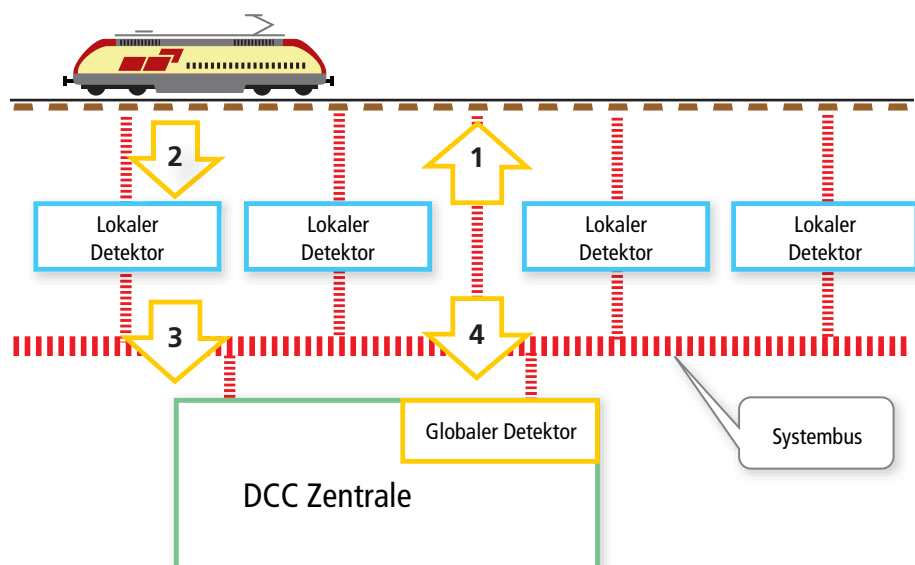 2
1
Lokaler
Detektor
Lokaler
Detektor
Lokaler
Detektor
Lokaler
Detektor
3
4
Systembus
Globaler Detektor
DCC Zentrale